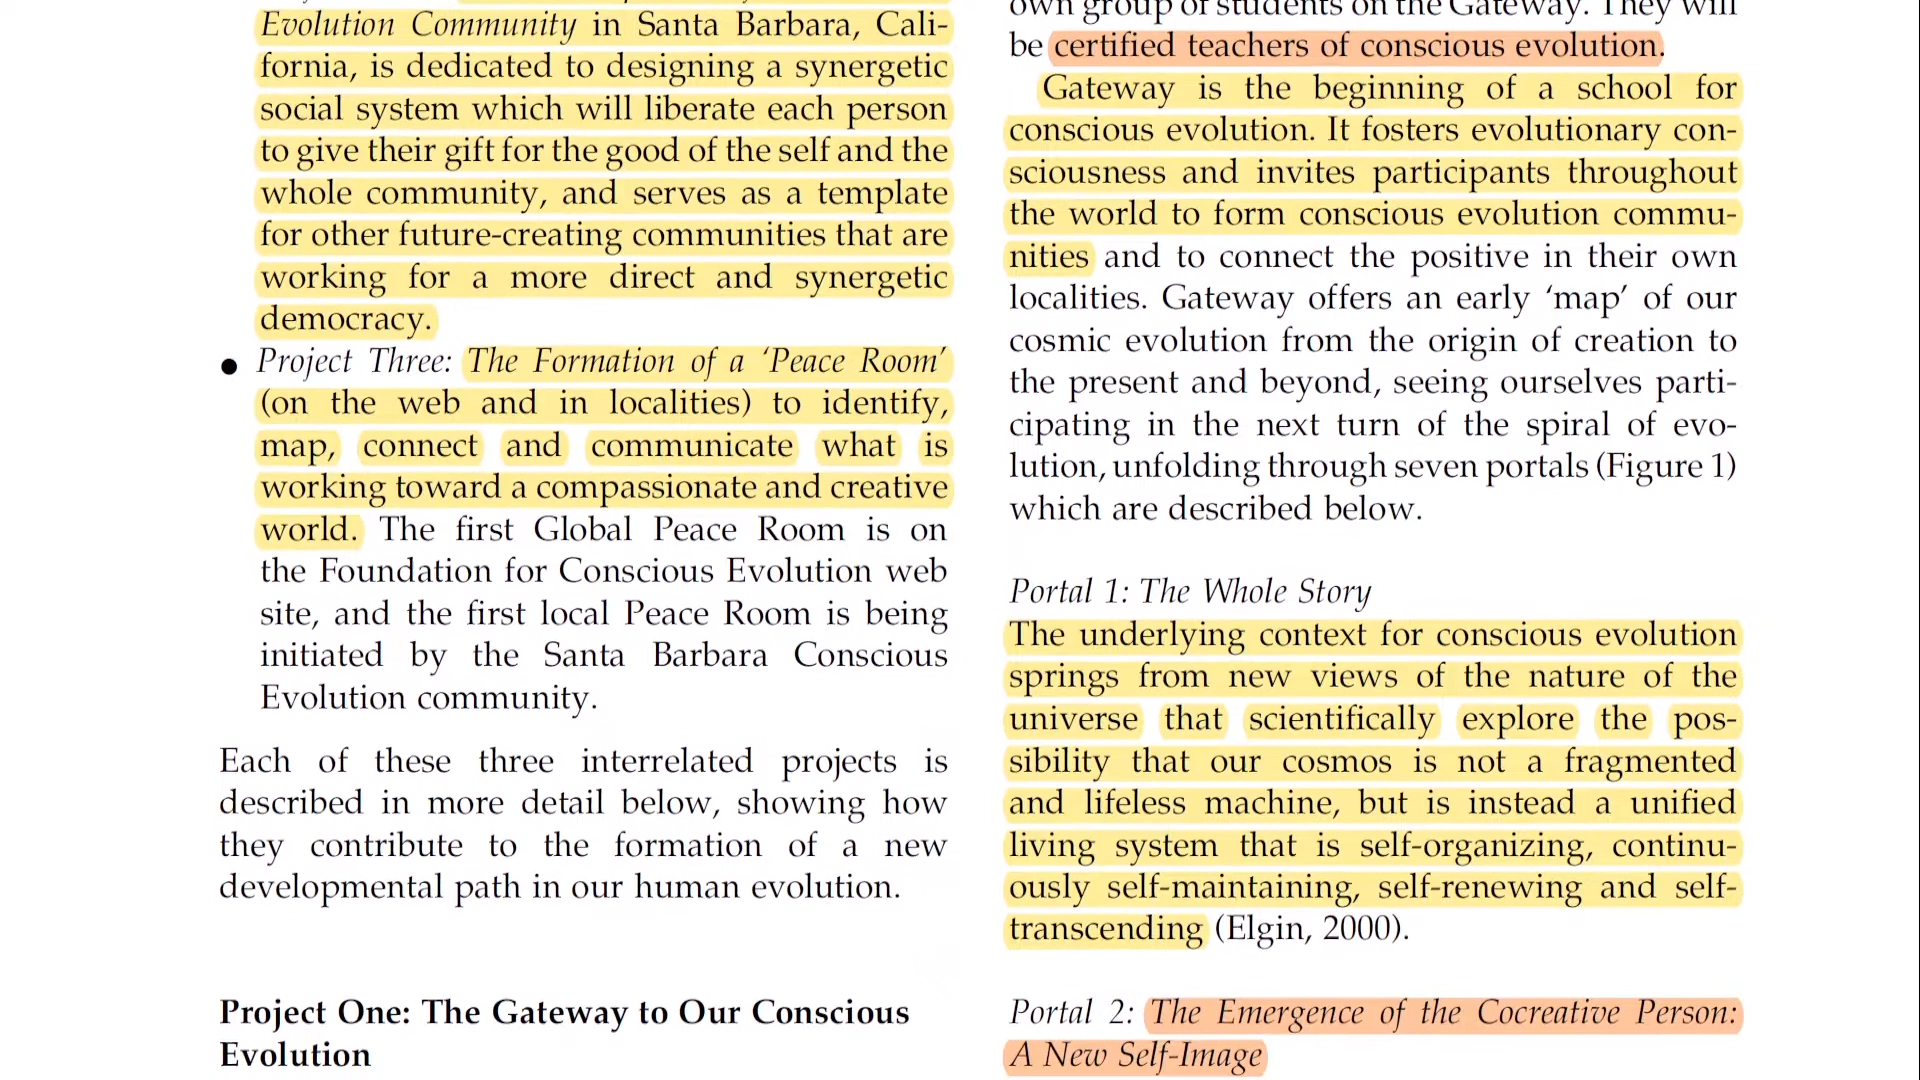 Evolution Community in Santa Barbara, Cali-
fornia, is dedicated to designing a synergetic
social system which will liberate each person
to give their gift for the good of the self and the
whole community, and serves as a template
for other future-creating communities that are
working for a more direct and synergetic
democracy.
● Project Three: The Formation of a ‘Peace Room’
(on the web and in localities) to identify,
map, connect and communicate what is
working toward a compassionate and creative
world. The first Global Peace Room is on
the Foundation for Conscious Evolution web
site, and the first local Peace Room is being
initiated by the Santa Barbara Conscious
Evolution community.
Each of these three interrelated projects is
described in more detail below, showing how
they contribute to the formation of a new
developmental path in our human evolution.
Project One: The Gateway to Our Conscious
Evolution
own group of students on the Gateway. They will
be certified teachers of conscious evolution.
Gateway is the beginning of a school for
conscious evolution. It fosters evolutionary con-
sciousness and invites participants throughout
the world to form conscious evolution commu-
nities and to connect the positive in their own
localities. Gateway offers an early ‘map’ of our
cosmic evolution from the origin of creation to
the present and beyond, seeing ourselves parti-
cipating in the next turn of the spiral of evo-
lution, unfolding through seven portals (Figure 1)
which are described below.
Portal 1: The Whole Story
The underlying context for conscious evolution
springs from new views of the nature of the
universe that scientifically explore the pos-
sibility that our cosmos is not a fragmented
and lifeless machine, but is instead a unified
living system that is self-organizing, continu-
ously self-maintaining, self-renewing and self-
transcending (Elgin, 2000).
Portal 2: The Emergence of the Cocreative Person:
A New Self-Image